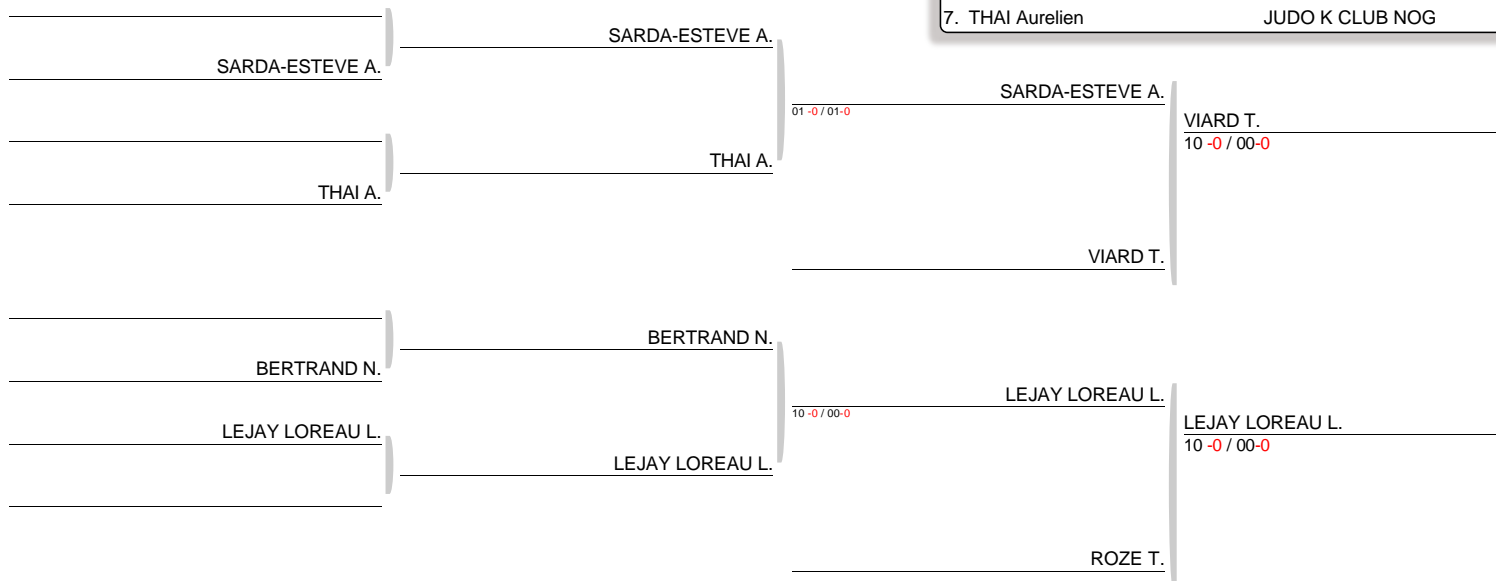 7. THAI Aurelien JUDO K CLUB NOG
SARDA-ESTEVE A.
SARDA-ESTEVE A.
SARDA-ESTEVE A.
01 -0 / 01-0
VIARD T.
10 -0 / 00-0
THAI A.
THAI A.
VIARD T.
BERTRAND N.
BERTRAND N.
LEJAY LOREAU L.
10 -0 / 00-0
LEJAY LOREAU L.
10 -0 / 00-0
LEJAY LOREAU L.
LEJAY LOREAU L.
ROZE T.